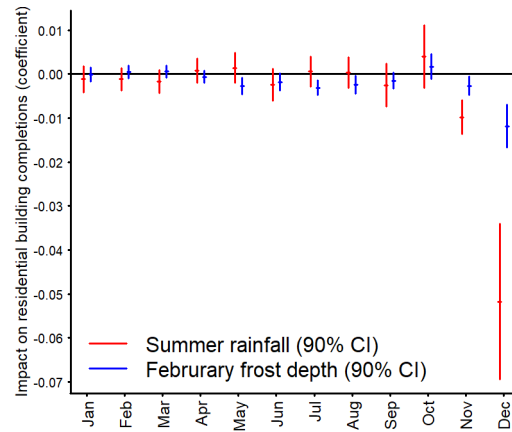 Impact on residential building completions (coefficient)
0.01
0.00
-0.01
-0.02
-0.03
-0.04
-0.05
-0.06
-0.07
Summer rainfall (90% CI)
Februrary frost depth (90% CI)
Jan
Feb
Mar
Apr
May
Jun
Jul
Aug
Sep
Oct
Nov
Dec